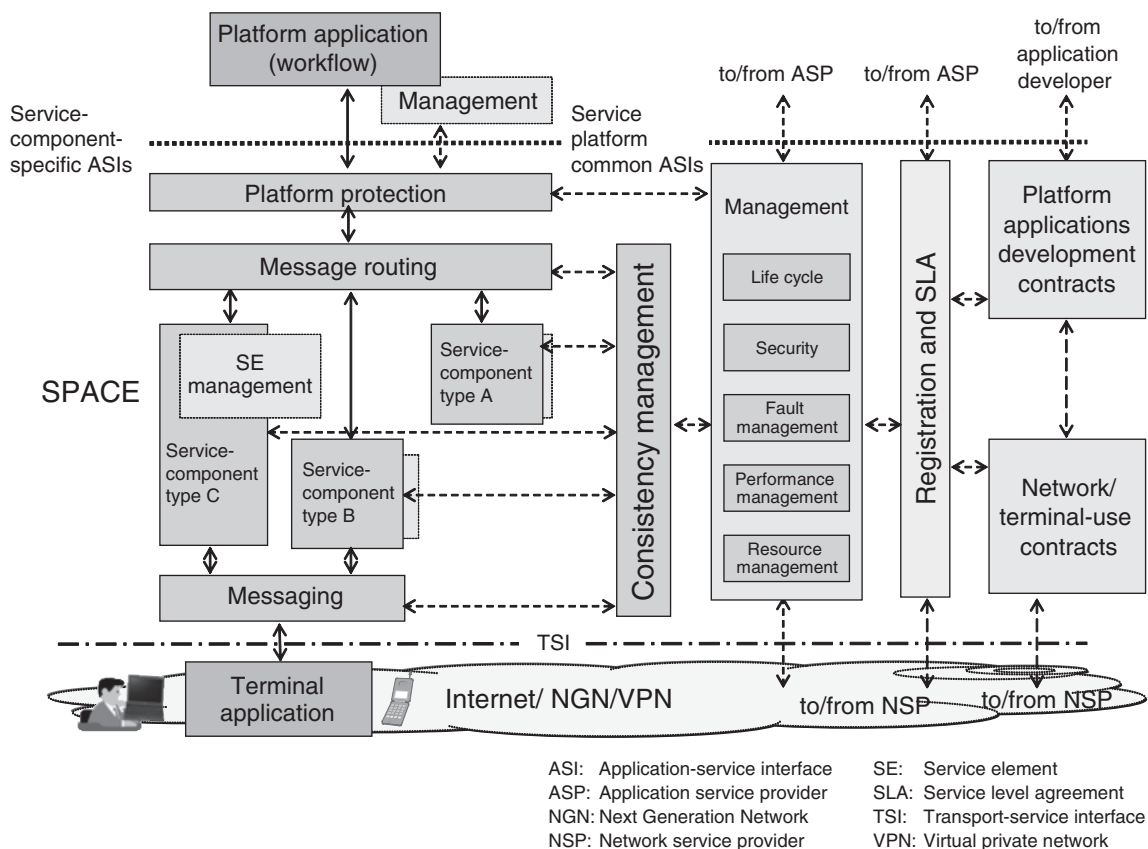 Platform application
(workflow)
Management
Service-
component-
specific ASIs
Service
platform
common ASIs
to/from ASP
to/from ASP
to/from
application
developer
Platform protection
Message routing
SPACE
SE
management
Service-
component
type C
Service-
component
type B
Service-
component
type A
Messaging
Consistency management
Management
Life cycle
Security
Fault
management
Performance
management
Resource
management
Registration and SLA
Platform
applications
development
contracts
Network/
terminal-use
contracts
TSI
Terminal
application
Internet/ NGN/VPN
to/from NSP
to/from NSP
ASI: Application-service interface
ASP: Application service provider
NGN: Next Generation Network
NSP: Network service provider
SE: Service element
SLA: Service level agreement
TSI: Transport-service interface
VPN: Virtual private network